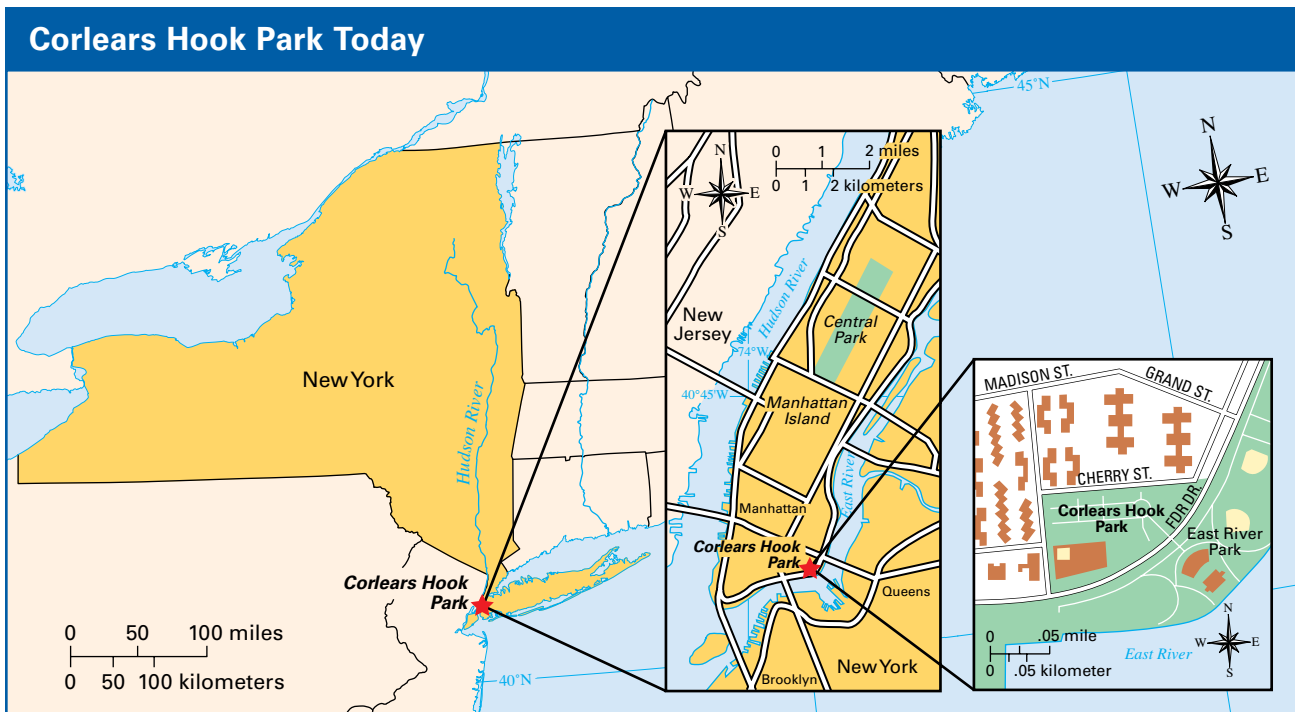 Corlears Hook Park Today
45°N
N
W E
S
New York
Hudson River
Corlears Hook
Park
0 50 100 miles
0 50 100 kilometers
40°N
N
W E
S
0 1 2 miles
0 1 2 kilometers
New
Jersey
Hudson River
74°W
40°45'W
Central
Park
Manhattan
Island
East River
Manhattan
Corlears Hook
Park
Queens
New York
Brooklyn
MADISON ST.
GRAND ST.
CHERRY ST.
FDR DR.
Corlears Hook
Park
East River
Park
0 .05 mile
0 .05 kilometer
East River
N
W E
S